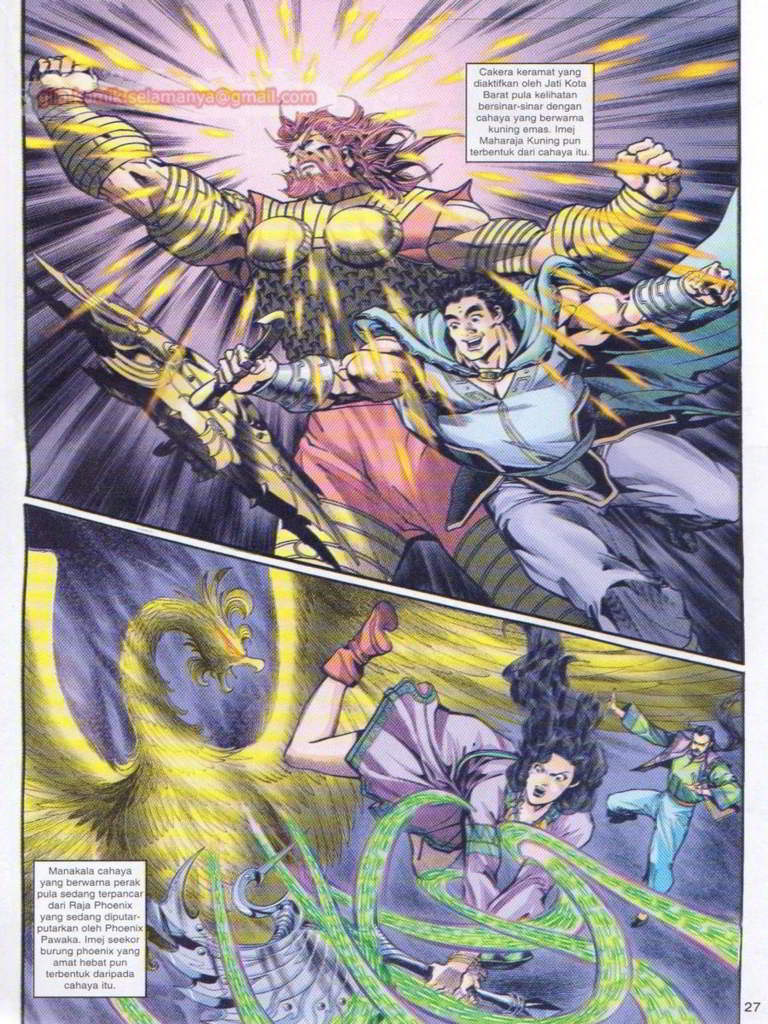 gilakomikselamanya@gmail.com
Cakera keramat yang
diaktifkan oleh Jati Kota
Barat pula kelihatan
bersinar-sinar dengan
cahaya yang berwarna
kuning emas. Imej
Maharaja Kuning pun
terbentuk dari cahaya itu.
Manakala cahaya
yang berwarna perak
pula sedang terpancar
dari Raja Phoenix
yang sedang diputar-
putarkan oleh Phoenix
Pawaka. Imej seekor
burung phoenix yang
amat hebat pun
terbentuk daripada
cahaya itu.
27